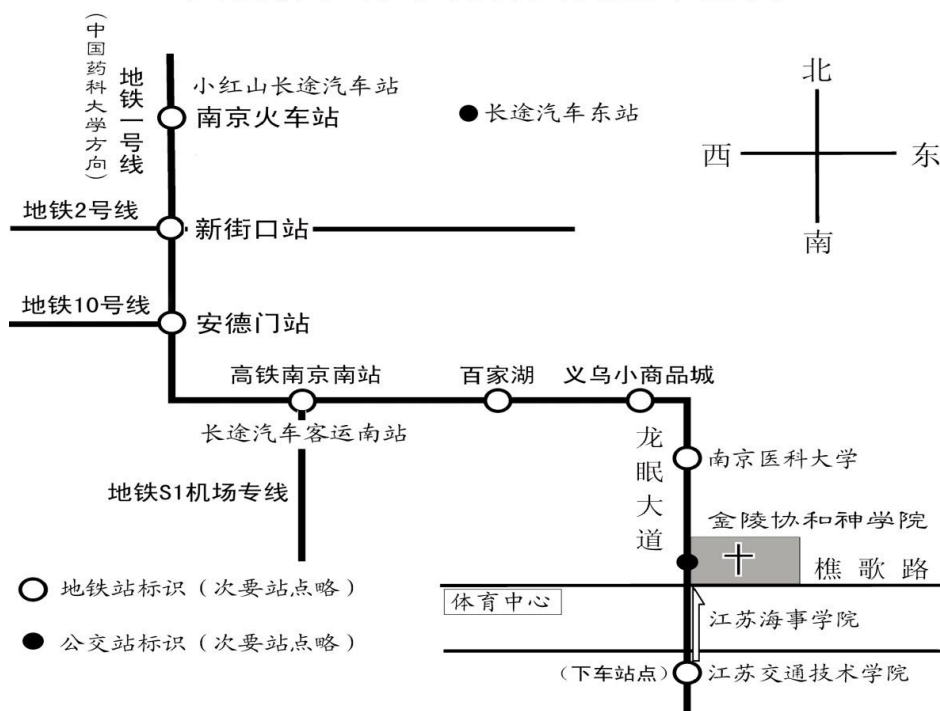 （中国药科大学方向）
地铁一号线
小红山长途汽车站
南京火车站
长途汽车东站
北
西
东
南
地铁2号线
新街口站
地铁10号线
安德门站
高铁南京南站
百家湖
义乌小商品城
长途汽车客运南站
龙眠大道
南京医科大学
地铁S1机场专线
金陵协和神学院
樵歌路
地铁站标识（次要站点略）
体育中心
江苏海事学院
公交站标识（次要站点略）
（下车站点）
江苏交通技术学院